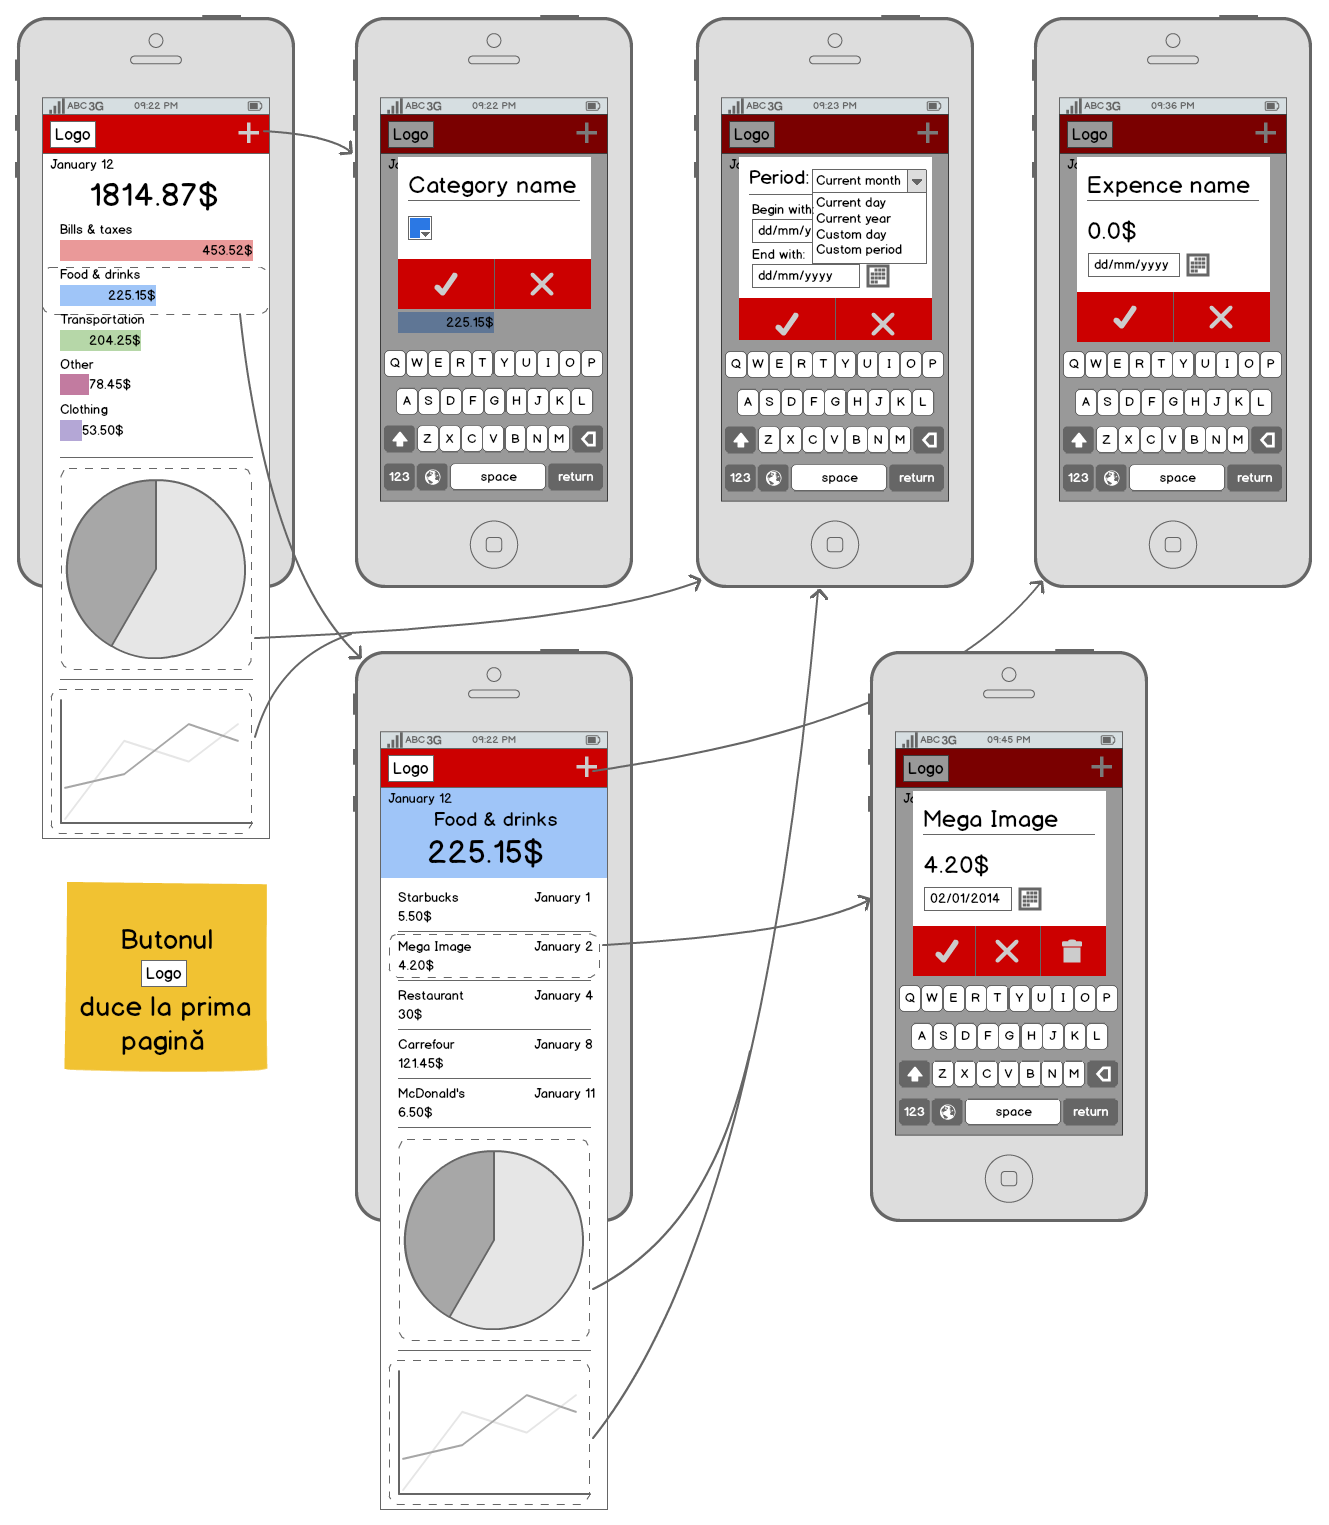 ABC 3G 09:22 PM
Logo
January 12
1814.87$
Bills & taxes
453.52$
Food & drinks
225.15$
Transportation
204.25$
Other
78.45$
Clothing
53.50$
ABC 3G 09:22 PM
Logo
Ja
Category name
225.15$
Q W E R T Y U I O P
A S D F G H J K L
Z X C V B N M
123 space return
ABC 3G 09:23 PM
Logo
Ja
Period: Current month
Current day
Current year
Custom day
Custom period
Begin with:
dd/mm/y
End with:
dd/mm/yyyy
Q W E R T Y U I O P
A S D F G H J K L
Z X C V B N M
123 space return
ABC 3G 09:36 PM
Logo
Ja
Expence name
0.0$
dd/mm/yyyy
Q W E R T Y U I O P
A S D F G H J K L
Z X C V B N M
123 space return
Butonul
Logo
duce la prima
pagină
ABC 3G 09:22 PM
Logo
January 12
Food & drinks
225.15$
Starbucks January 1
5.50$
Mega Image January 2
4.20$
Restaurant January 4
30$
Carrefour January 8
121.45$
McDonald's January 11
6.50$
ABC 3G 09:45 PM
Logo
Ja
Mega Image
4.20$
02/01/2014
Q W E R T Y U I O P
A S D F G H J K L
Z X C V B N M
123 space return